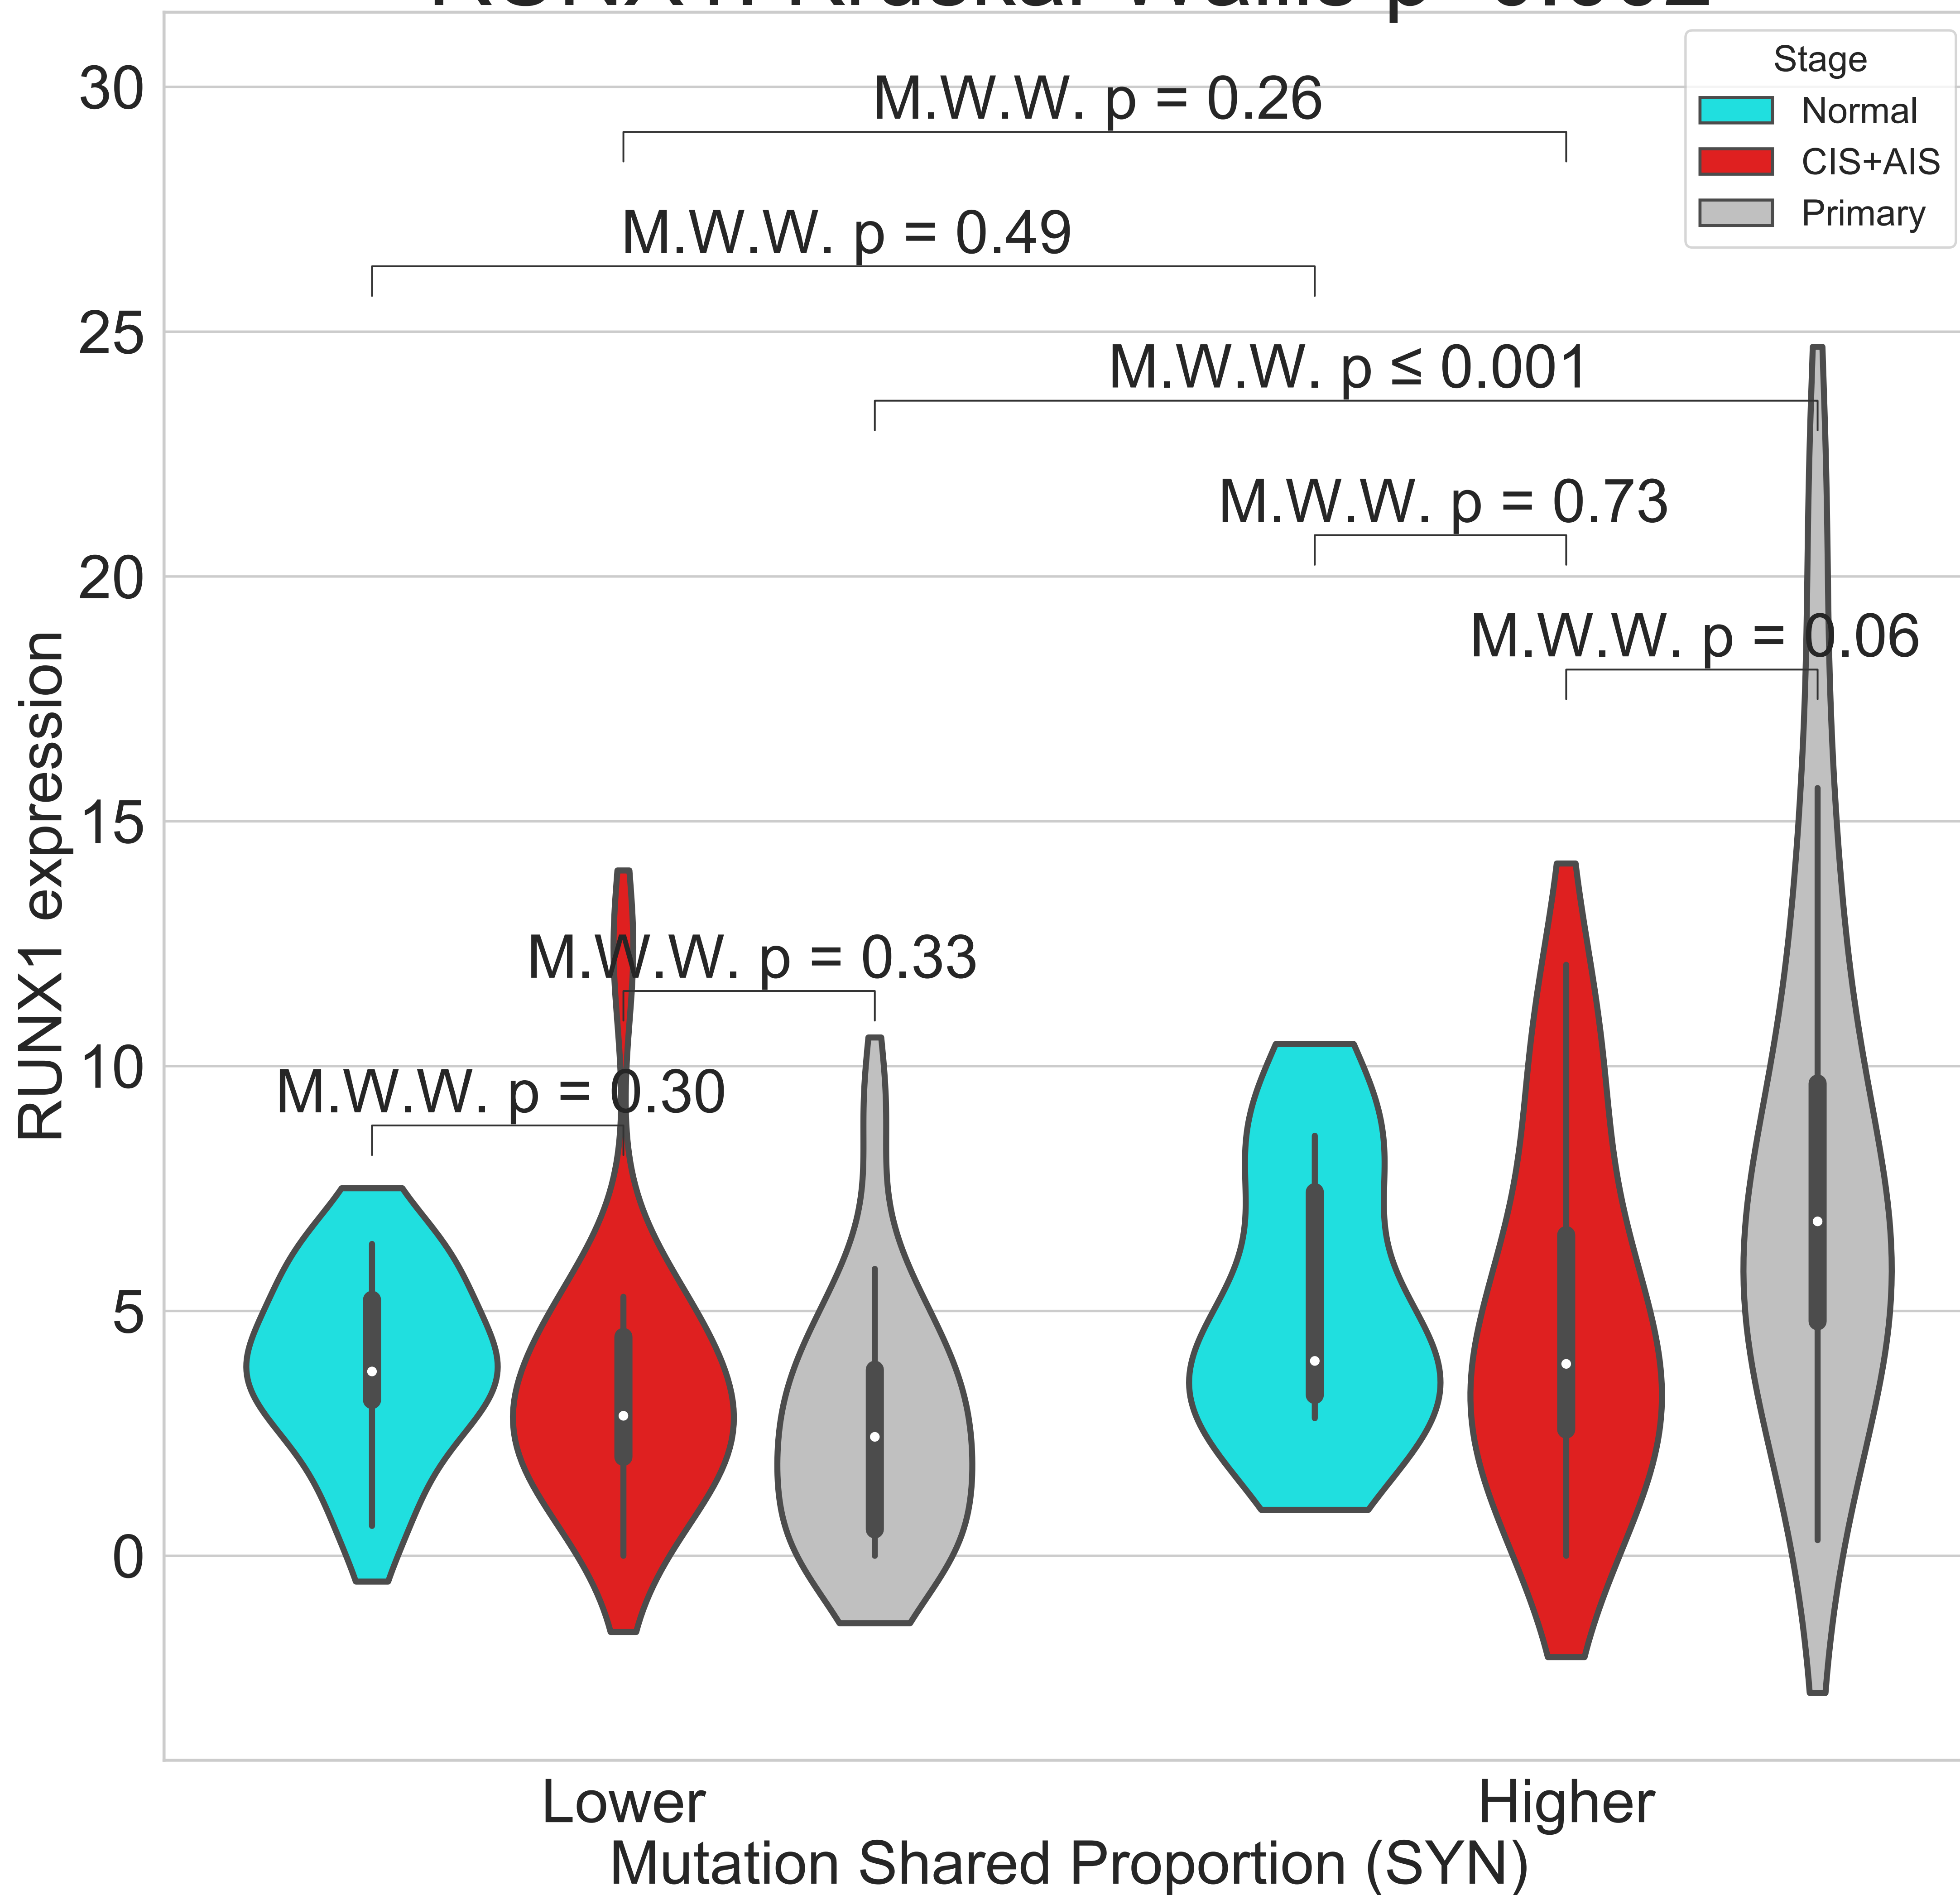 Stage
Normal
CIS+AIS
Primary
M.W.W. p = 0.26
M.W.W. p = 0.49
M.W.W. p ≤ 0.001
M.W.W. p = 0.73
M.W.W. p = 0.06
M.W.W. p = 0.33
M.W.W. p = 0.30
30
25
20
15
10
5
0
RUNX1 expression
Lower
Higher
Mutation Shared Proportion (SYN)